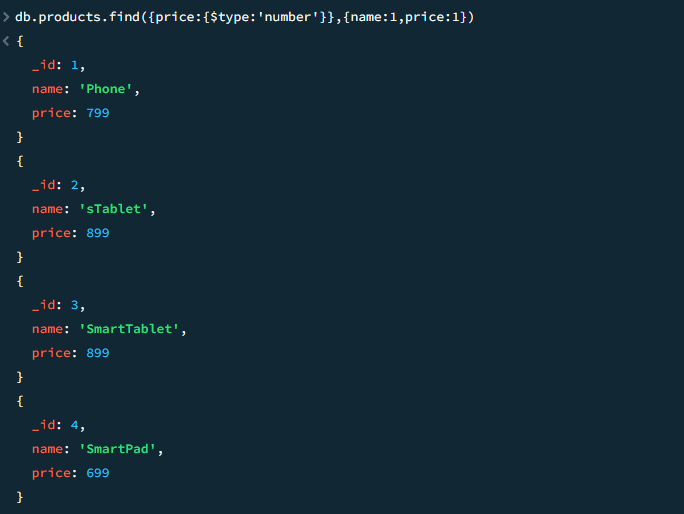 > db.products.find({price:{$type:'number'}},{name:1,price:1})
< {
_id: 1,
name: 'Phone',
price: 799
}
{
_id: 2,
name: 'sTablet',
price: 899
}
{
_id: 3,
name: 'SmartTablet',
price: 899
}
{
_id: 4,
name: 'SmartPad',
price: 699
}